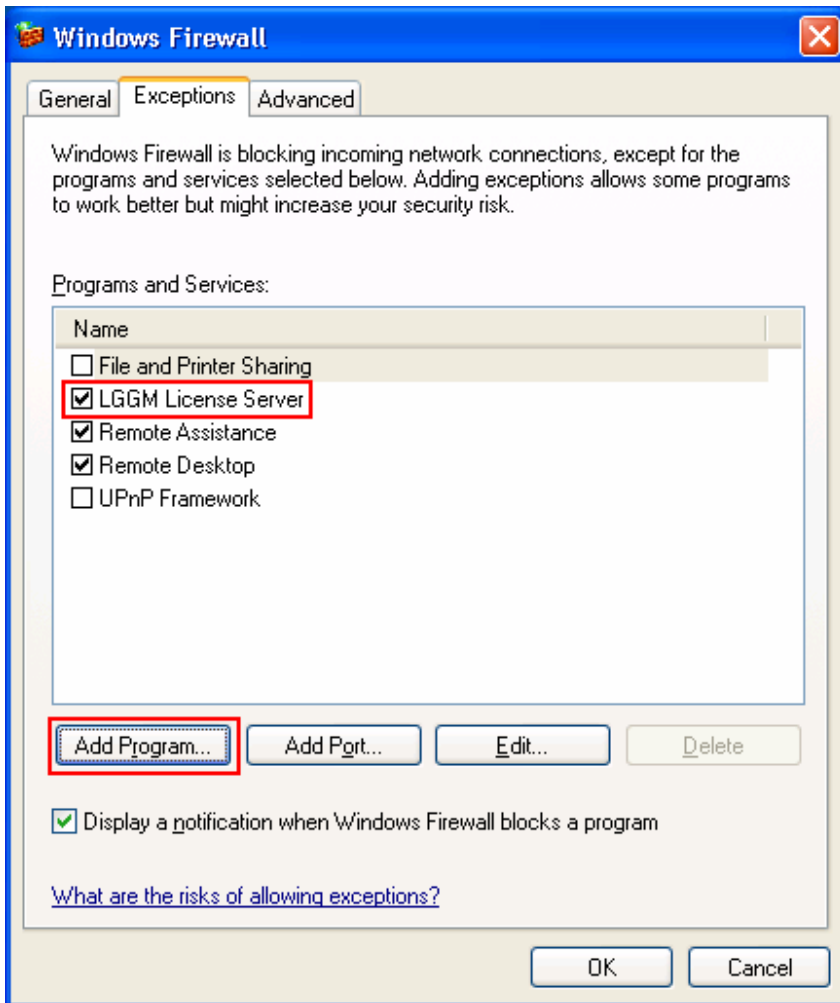 Windows Firewall
General Exceptions Advanced
Windows Firewall is blocking incoming network connections, except for the
programs and services selected below. Adding exceptions allows some programs
to work better but might increase your security risk.
Programs and Services:
Name
File and Printer Sharing
LGGM License Server
Remote Assistance
Remote Desktop
UPnP Framework
Add Program... Add Port... Edit... Delete
Display a notification when Windows Firewall blocks a program
What are the risks of allowing exceptions?
OK Cancel